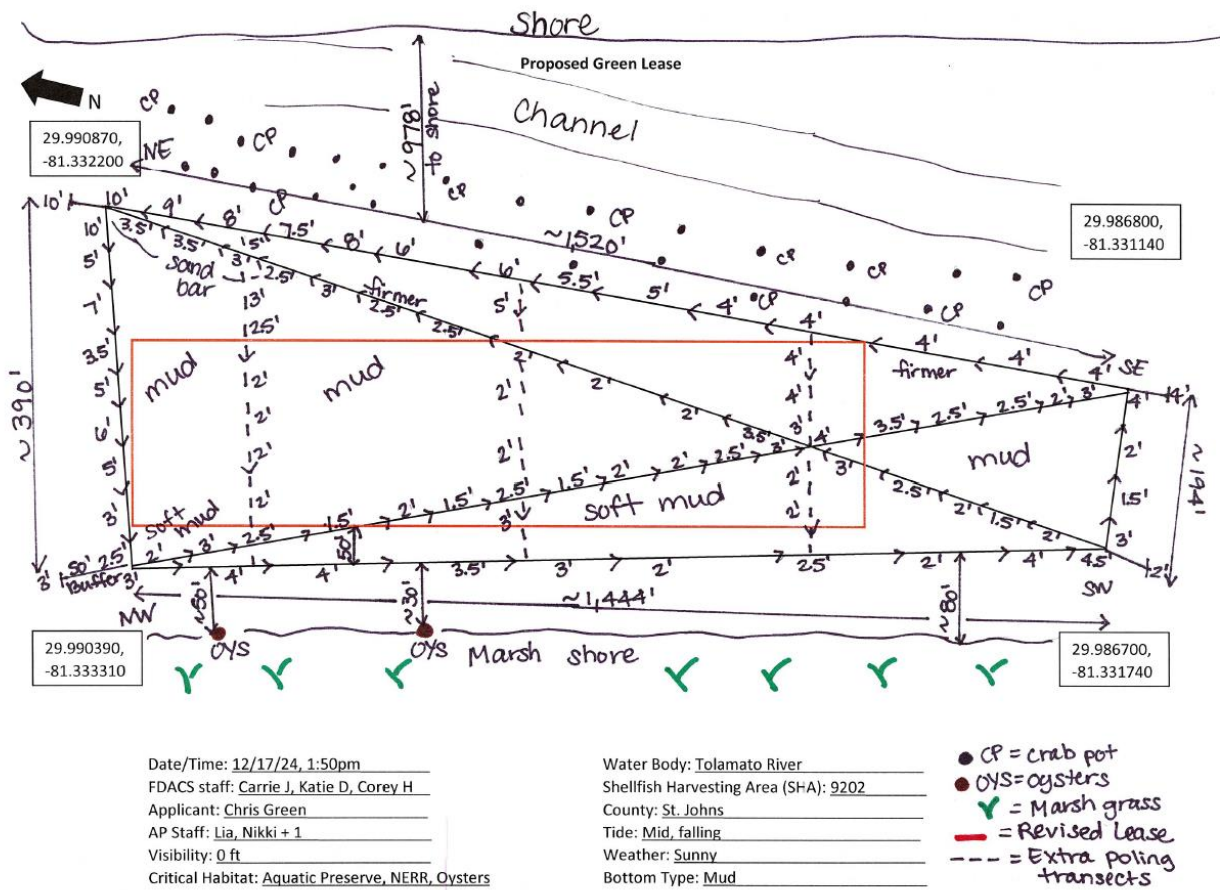 Shore
Proposed Green Lease
N
CP
Channel
~978' to shore
29.990870,
-81.332200
NE
CP
CP
CP
CP
CP
CP
CP
CP
CP
29.986800,
-81.331140
~1,520'
10' 10' 9' 8' 7.5' 8' 6' 6' 5.5' 5' 4' 4' 4' 4' 4' 4' 4'
SE
10' 5' 7' 3.5' 5' 6' 5' 3' 2.5'
3.5' 3.5' 3' .5' 2.5' 3' 2.5' 2.5' 2.5' 2' 2' 2' 3.5' 4' 3' 2.5' 2' 1.5' 2' 3' 2'
sand bar
firmer
firmer
3' 25' 2' 2' 2' 2'
5' 2' 2' 2' 2' 3'
4' 4' 3' 2' 2'
mud
mud
mud
soft mud
soft mud
~390'
~194'
2' 3' 2.5' 1.5' 2' 1.5' 2.5' 1.5' 2' 2' 2.5' 3' 3.5' 2.5' 2.5' 2' 3'
2' 1.5'
3' 50'
Buffer
3' 4' 4' 3.5' 3' 2' 2.5' 2' 4' 4.5'
50'
NW
SW
~80'
~30'
~1,444'
~80'
29.990390,
-81.333310
OYS
OYS
Marsh shore
29.986700,
-81.331740
Date/Time: 12/17/24, 1:50pm
FDACS staff: Carrie J, Katie D, Corey H
Applicant: Chris Green
AP Staff: Lia, Nikki + 1
Visibility: 0 ft
Critical Habitat: Aquatic Preserve, NERR, Oysters
Water Body: Tolamato River
Shellfish Harvesting Area (SHA): 9202
County: St. Johns
Tide: Mid, falling
Weather: Sunny
Bottom Type: Mud
CP = crab pot
OYS = oysters
= Marsh grass
= Revised Lease
= Extra poling
transects